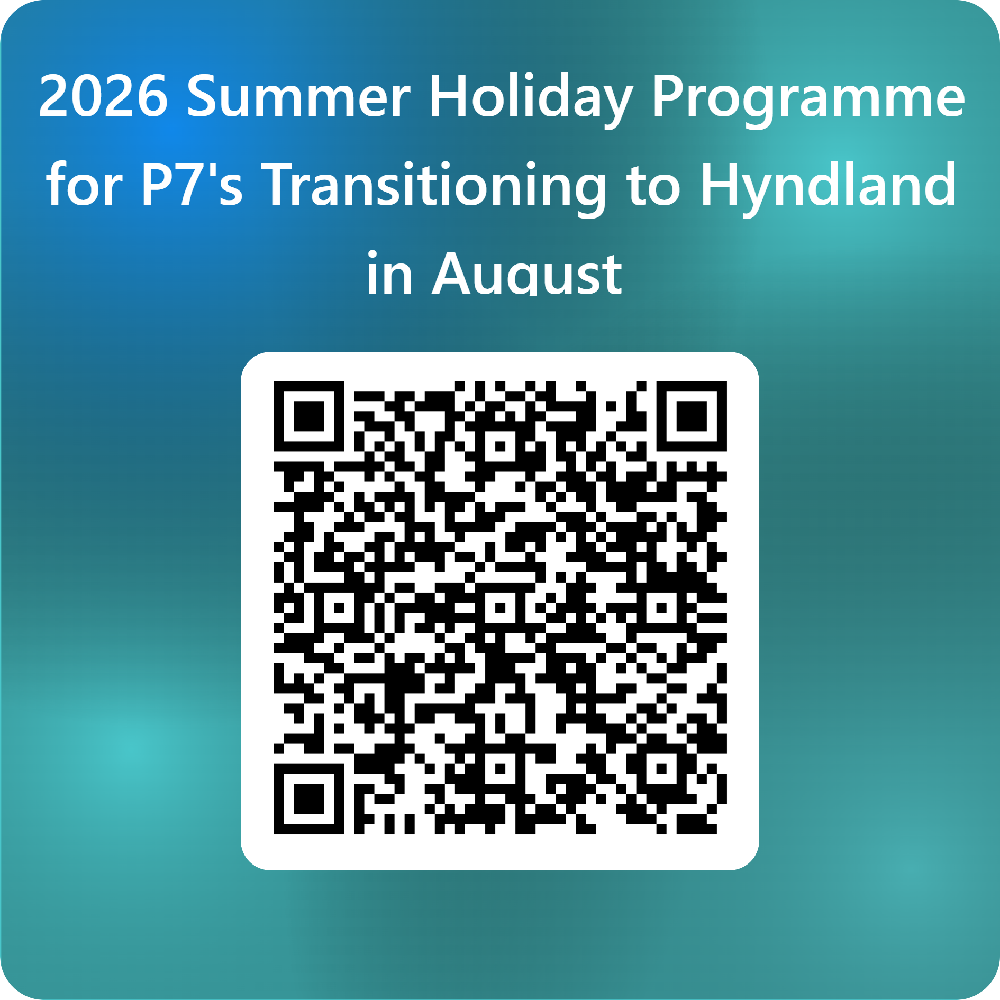 2026 Summer Holiday Programme
for P7's Transitioning to Hyndland
in August